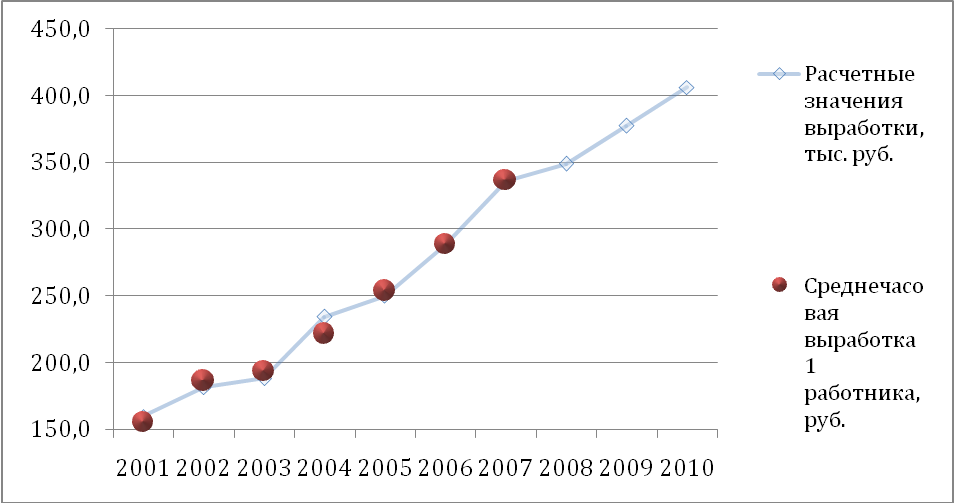 450,0
400,0
350,0
300,0
250,0
200,0
150,0
2001 2002 2003 2004 2005 2006 2007 2008 2009 2010
Расчетные
значения
выработки,
тыс. руб.
Среднечасо
вая
выработка
1
работника,
руб.